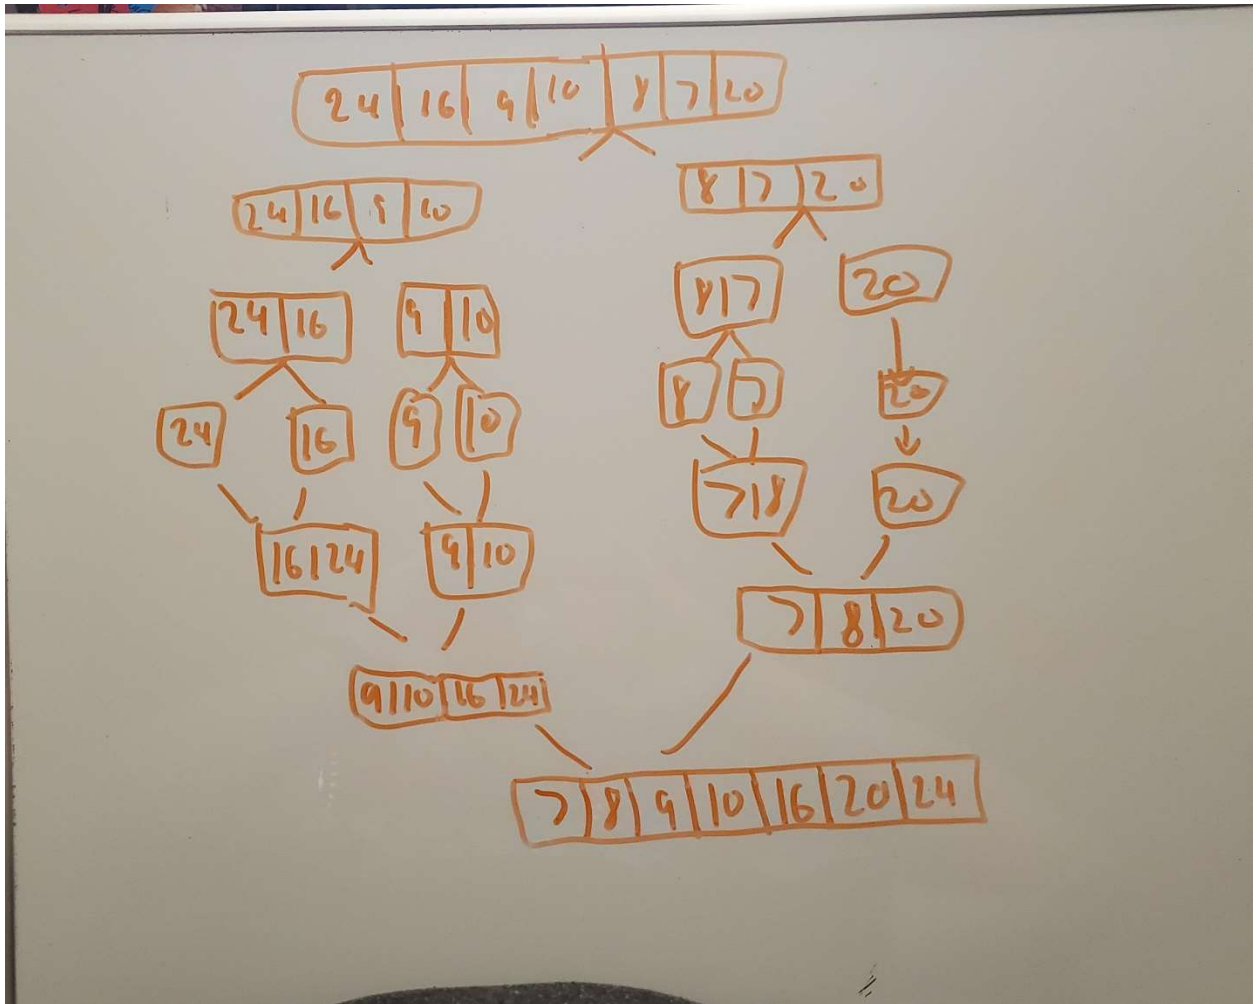 24 | 16 | 9 | 10 | 8 | 7 | 20
24 | 16 | 9 | 10
8 | 7 | 20
24 | 16
9 | 10
8 | 7
20
24
16
9
10
8
7
20
16 | 24
9 | 10
7 | 8
20
7 | 8 | 20
9 | 10 | 16 | 24
7 | 8 | 9 | 10 | 16 | 20 | 24